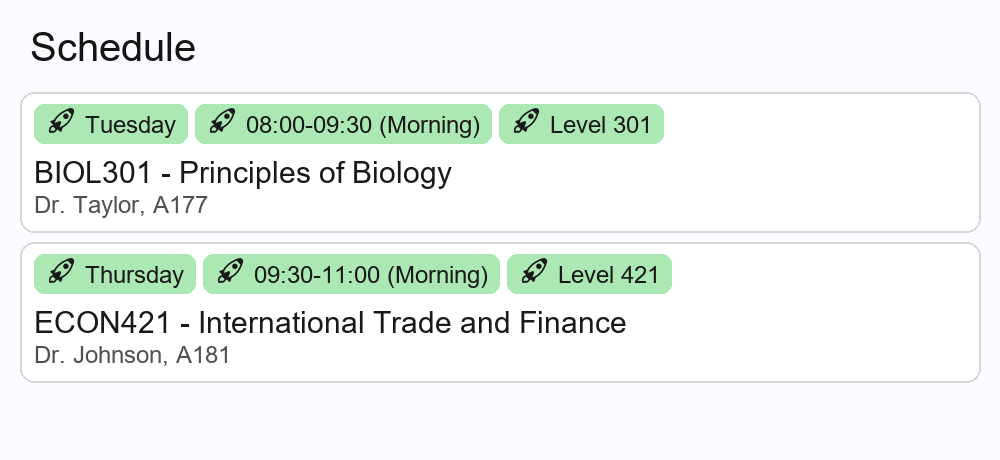 Schedule
Tuesday 08:00-09:30 (Morning) Level 301
BIOL301 - Principles of Biology
Dr. Taylor, A177
Thursday 09:30-11:00 (Morning) Level 421
ECON421 - International Trade and Finance
Dr. Johnson, A181